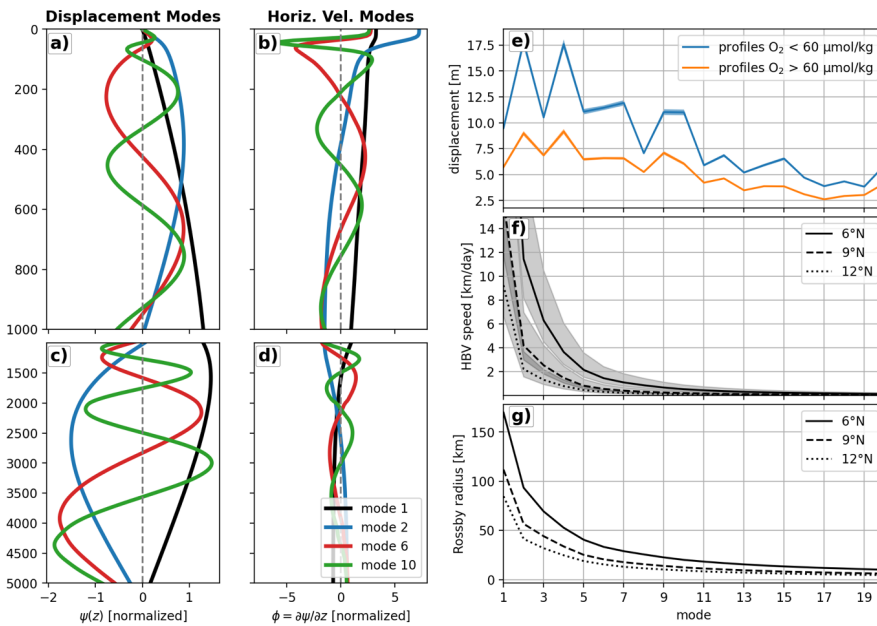 Displacement Modes
Horiz. Vel. Modes
a)
0
200
400
600
800
1000
b)
c)
1500
2000
2500
3000
3500
4000
4500
5000
−2
−1
0
1
ψ(z) [normalized]
d)
mode 1
mode 2
mode 6
mode 10
−5
0
5
ϕ = ∂ψ/∂z [normalized]
e)
profiles O₂ < 60 μmol/kg
profiles O₂ > 60 μmol/kg
displacement [m]
17.5
15.0
12.5
10.0
7.5
5.0
2.5
f)
6°N
9°N
12°N
HBV speed [km/day]
14
12
10
8
6
4
2
g)
6°N
9°N
12°N
Rossby radius [km]
150
100
50
0
1
3
5
7
9
11
13
15
17
19
mode